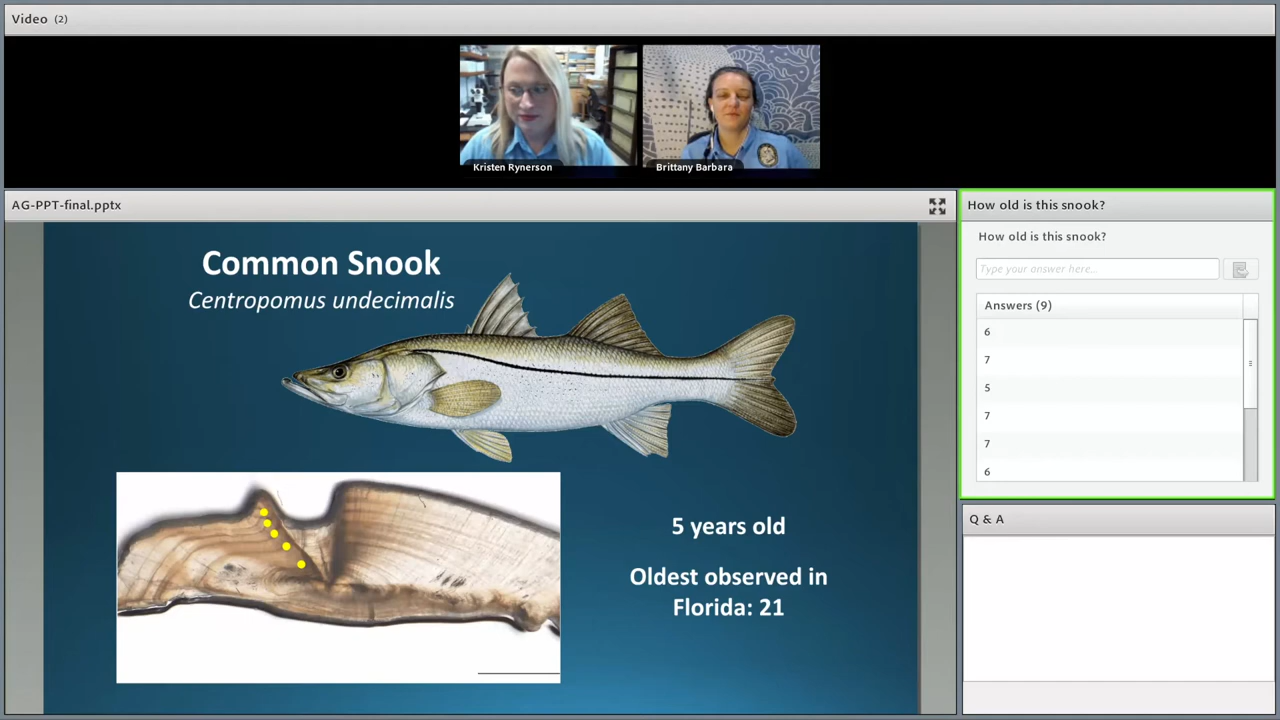 Video (2)
Kristen Rynerson
Brittany Barbara
AG-PPT-final.pptx
Common Snook
Centropomus undecimalis
5 years old
Oldest observed in
Florida: 21
How old is this snook?
How old is this snook?
Type your answer here...
Answers (9)
6
7
5
7
7
6
Q & A